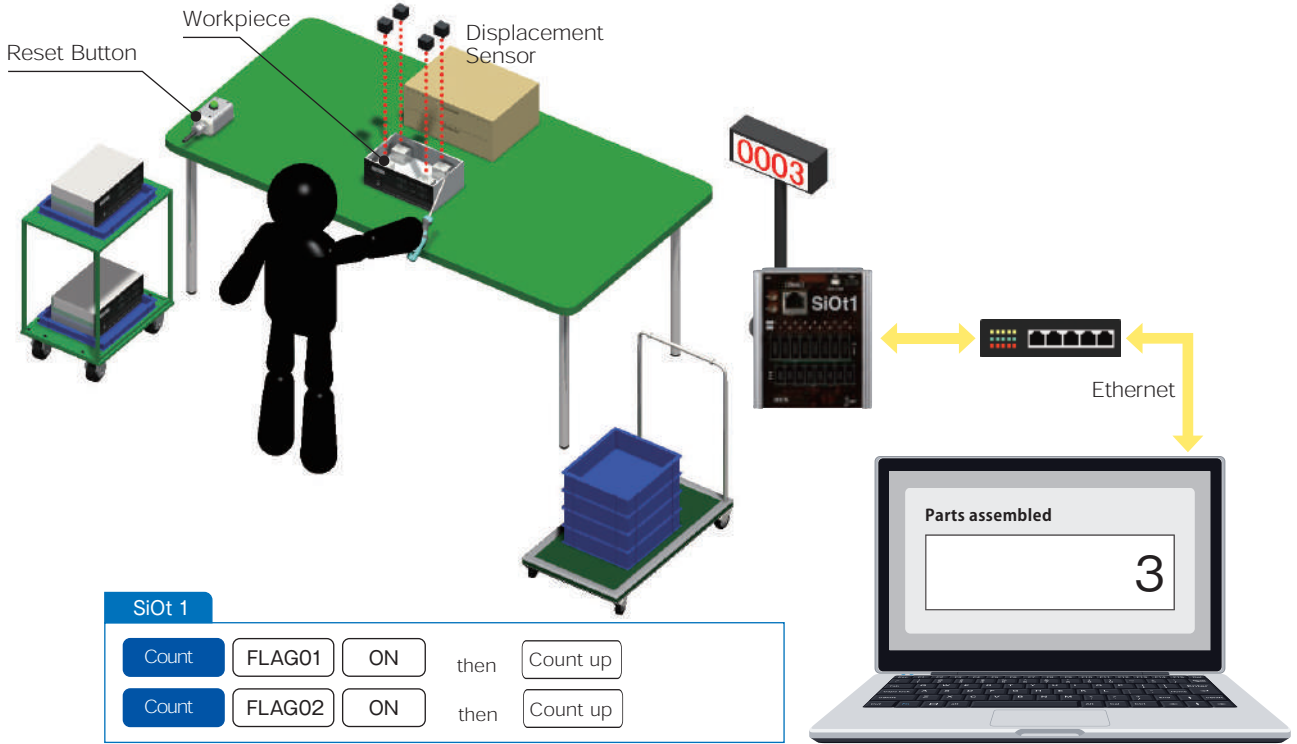 Workpiece
Displacement
Sensor
Reset Button
0003
SiOt1
Ethernet
Parts assembled
3
SiOt 1
Count FLAG01 ON then Count up
Count FLAG02 ON then Count up